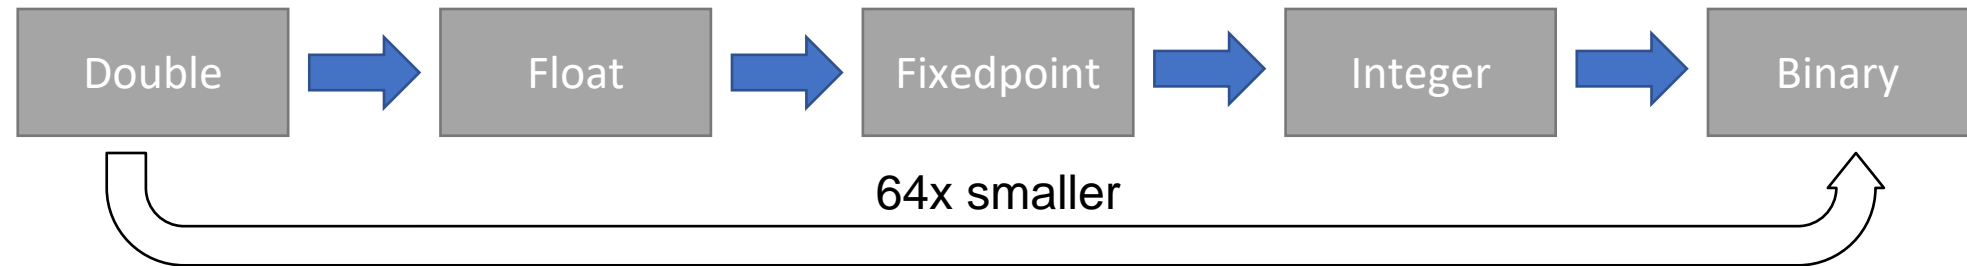 Double
Float
Fixedpoint
Integer
Binary
64x smaller